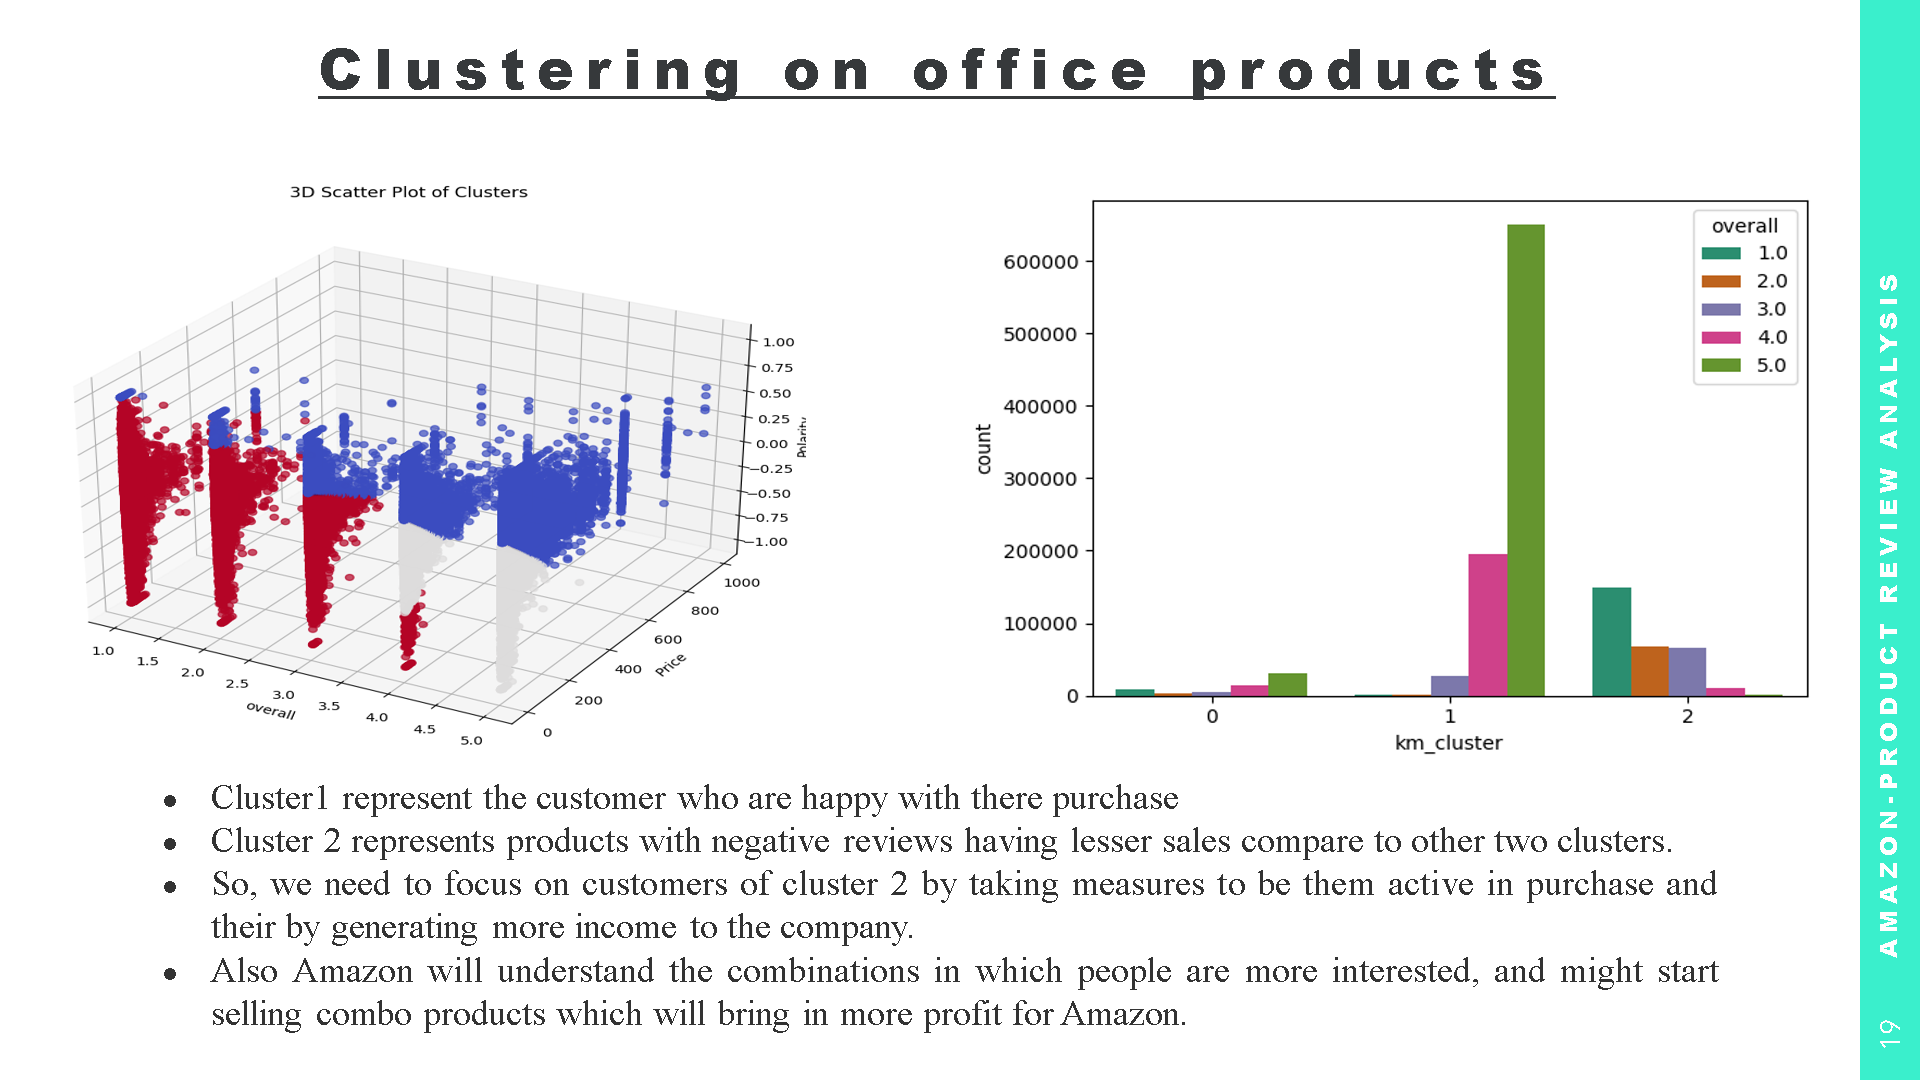 Clustering on office products
3D Scatter Plot of Clusters
1.00
0.75
0.50
0.25
0.00
−0.25
−0.50
−0.75
−1.00
Polarity
1000
800
600
400
200
0
Price
1.0
1.5
2.0
2.5
3.0
3.5
4.0
4.5
5.0
overall
overall
1.0
2.0
3.0
4.0
5.0
600000
500000
400000
300000
200000
100000
0
count
0 1 2
km_cluster
● Cluster1 represent the customer who are happy with there purchase
● Cluster 2 represents products with negative reviews having lesser sales compare to other two clusters.
● So, we need to focus on customers of cluster 2 by taking measures to be them active in purchase and
their by generating more income to the company.
● Also Amazon will understand the combinations in which people are more interested, and might start
selling combo products which will bring in more profit for Amazon.
AMAZON-PRODUCT REVIEW ANALYSIS
19